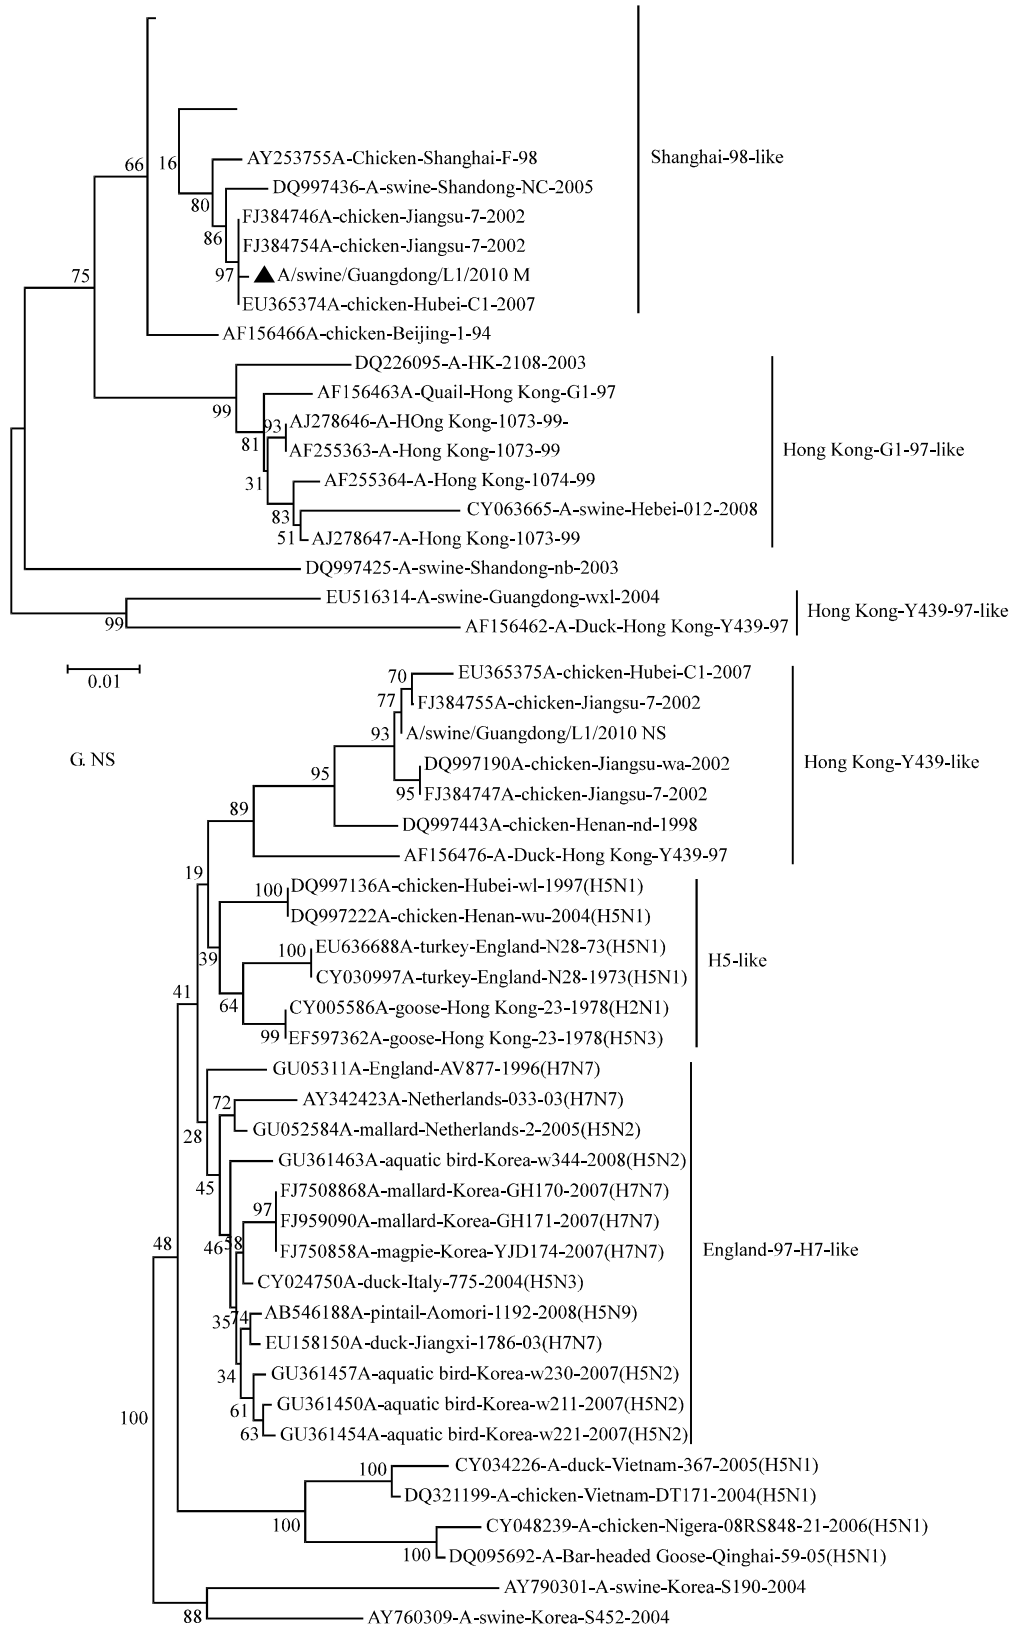 66
16
AY253755A-Chicken-Shanghai-F-98
Shanghai-98-like
80
DQ997436-A-swine-Shandong-NC-2005
86
FJ384746A-chicken-Jiangsu-7-2002
FJ384754A-chicken-Jiangsu-7-2002
75
97
A/swine/Guangdong/L1/2010 M
EU365374A-chicken-Hubei-C1-2007
AF156466A-chicken-Beijing-1-94
DQ226095-A-HK-2108-2003
99
AF156463A-Quail-Hong Kong-G1-97
93
AJ278646-A-HOng Kong-1073-99-
81
AF255363-A-Hong Kong-1073-99
Hong Kong-G1-97-like
31
AF255364-A-Hong Kong-1074-99
83
CY063665-A-swine-Hebei-012-2008
51
AJ278647-A-Hong Kong-1073-99
DQ997425-A-swine-Shandong-nb-2003
EU516314-A-swine-Guangdong-wxl-2004
Hong Kong-Y439-97-like
99
AF156462-A-Duck-Hong Kong-Y439-97
0.01
70
EU365375A-chicken-Hubei-C1-2007
77
FJ384755A-chicken-Jiangsu-7-2002
93
A/swine/Guangdong/L1/2010 NS
G. NS
DQ997190A-chicken-Jiangsu-wa-2002
Hong Kong-Y439-like
95
95
FJ384747A-chicken-Jiangsu-7-2002
89
DQ997443A-chicken-Henan-nd-1998
AF156476-A-Duck-Hong Kong-Y439-97
19
100
DQ997136A-chicken-Hubei-wl-1997(H5N1)
DQ997222A-chicken-Henan-wu-2004(H5N1)
39
100
EU636688A-turkey-England-N28-73(H5N1)
H5-like
CY030997A-turkey-England-N28-1973(H5N1)
41
64
CY005586A-goose-Hong Kong-23-1978(H2N1)
99
EF597362A-goose-Hong Kong-23-1978(H5N3)
GU05311A-England-AV877-1996(H7N7)
72
AY342423A-Netherlands-033-03(H7N7)
28
GU052584A-mallard-Netherlands-2-2005(H5N2)
GU361463A-aquatic bird-Korea-w344-2008(H5N2)
45
FJ7508868A-mallard-Korea-GH170-2007(H7N7)
97
FJ959090A-mallard-Korea-GH171-2007(H7N7)
48
46
58
FJ750858A-magpie-Korea-YJD174-2007(H7N7)
England-97-H7-like
CY024750A-duck-Italy-775-2004(H5N3)
35
74
AB546188A-pintail-Aomori-1192-2008(H5N9)
EU158150A-duck-Jiangxi-1786-03(H7N7)
34
GU361457A-aquatic bird-Korea-w230-2007(H5N2)
61
GU361450A-aquatic bird-Korea-w211-2007(H5N2)
100
63
GU361454A-aquatic bird-Korea-w221-2007(H5N2)
100
CY034226-A-duck-Vietnam-367-2005(H5N1)
DQ321199-A-chicken-Vietnam-DT171-2004(H5N1)
100
CY048239-A-chicken-Nigera-08RS848-21-2006(H5N1)
100
DQ095692-A-Bar-headed Goose-Qinghai-59-05(H5N1)
AY790301-A-swine-Korea-S190-2004
88
AY760309-A-swine-Korea-S452-2004